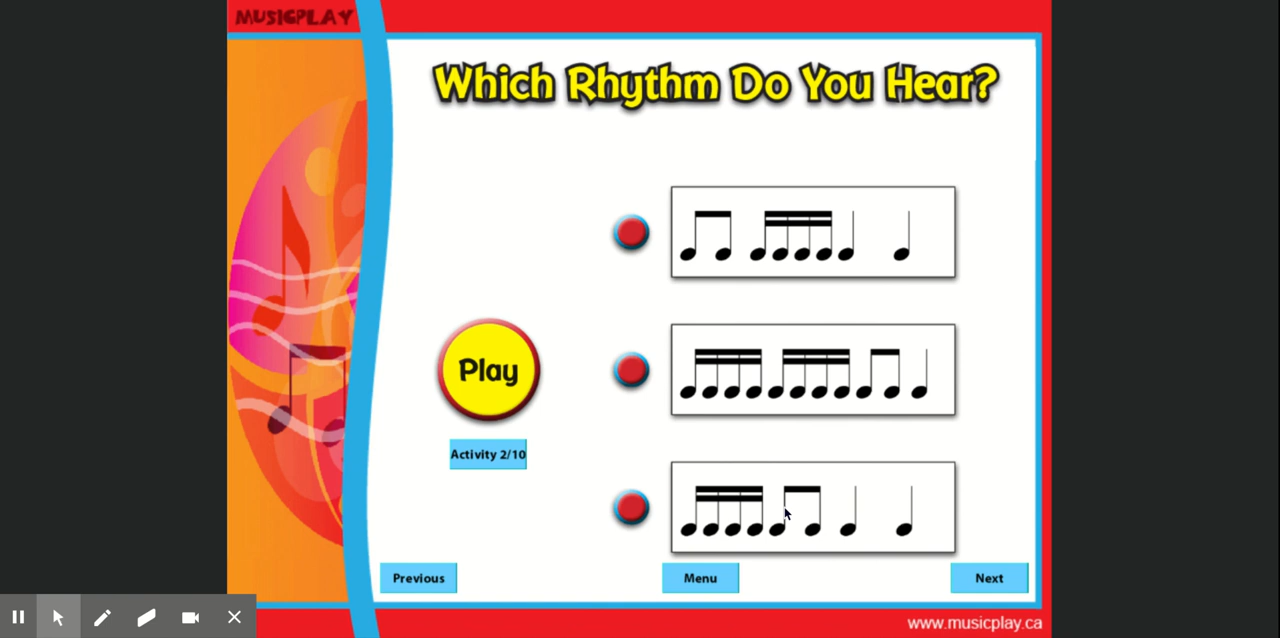 MUSICPLAY
Which Rhythm Do You Hear?
Play
Activity 2/10
Previous
Menu
Next
www.musicplay.ca